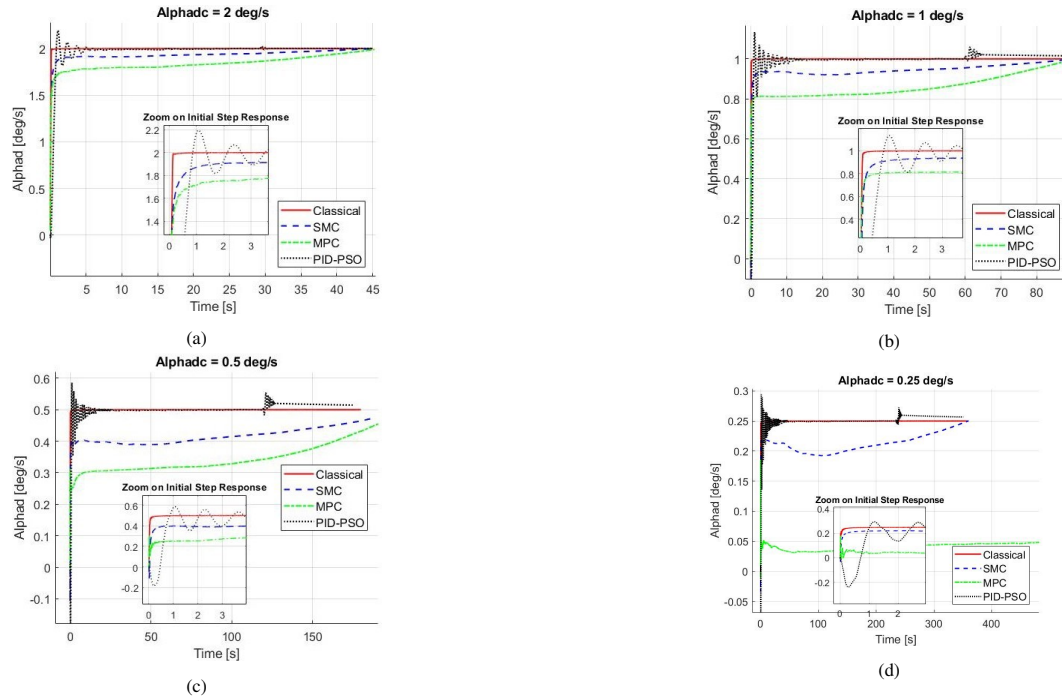 Alphadc = 2 deg/s
Alphad [deg/s]
2
1.5
1
0.5
0
Zoom on Initial Step Response
2.2
2
1.8
1.6
1.4
0 1 2 3
Classical
SMC
MPC
PID-PSO
5 10 15 20 25 30 35 40 45
Time [s]
(a)
Alphadc = 1 deg/s
Alphad [deg/s]
1
0.8
0.6
0.4
0.2
0
Zoom on Initial Step Response
1
0.8
0.6
0.4
0 1 2 3
Classical
SMC
MPC
PID-PSO
0 10 20 30 40 50 60 70 80
Time [s]
(b)
Alphadc = 0.5 deg/s
Alphad [deg/s]
0.6
0.5
0.4
0.3
0.2
0.1
0
-0.1
Zoom on Initial Step Response
0.6
0.4
0.2
0
-0.2
0 1 2 3
Classical
SMC
MPC
PID-PSO
0 50 100 150
Time [s]
(c)
Alphadc = 0.25 deg/s
Alphad [deg/s]
0.3
0.25
0.2
0.15
0.1
0.05
0
-0.05
Zoom on Initial Step Response
0.4
0.2
0
-0.2
0 1 2
Classical
SMC
MPC
PID-PSO
0 100 200 300 400
Time [s]
(d)